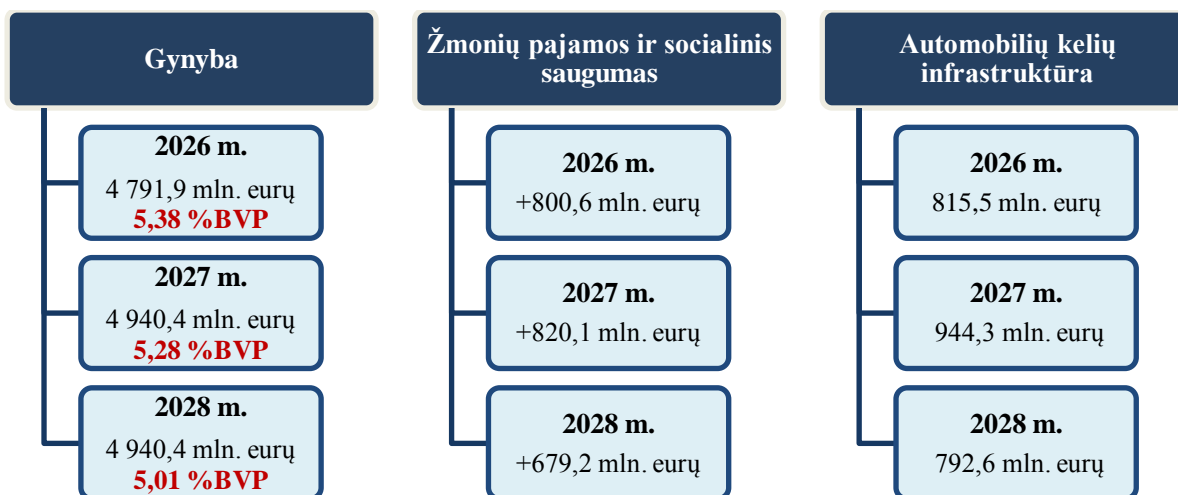 Gynyba
2026 m.
4 791,9 mln. eurų
5,38 %BVP
2027 m.
4 940,4 mln. eurų
5,28 %BVP
2028 m.
4 940,4 mln. eurų
5,01 %BVP
Žmonių pajamos ir socialinis
saugumas
2026 m.
+800,6 mln. eurų
2027 m.
+820,1 mln. eurų
2028 m.
+679,2 mln. eurų
Automobilių kelių
infrastruktūra
2026 m.
815,5 mln. eurų
2027 m.
944,3 mln. eurų
2028 m.
792,6 mln. eurų